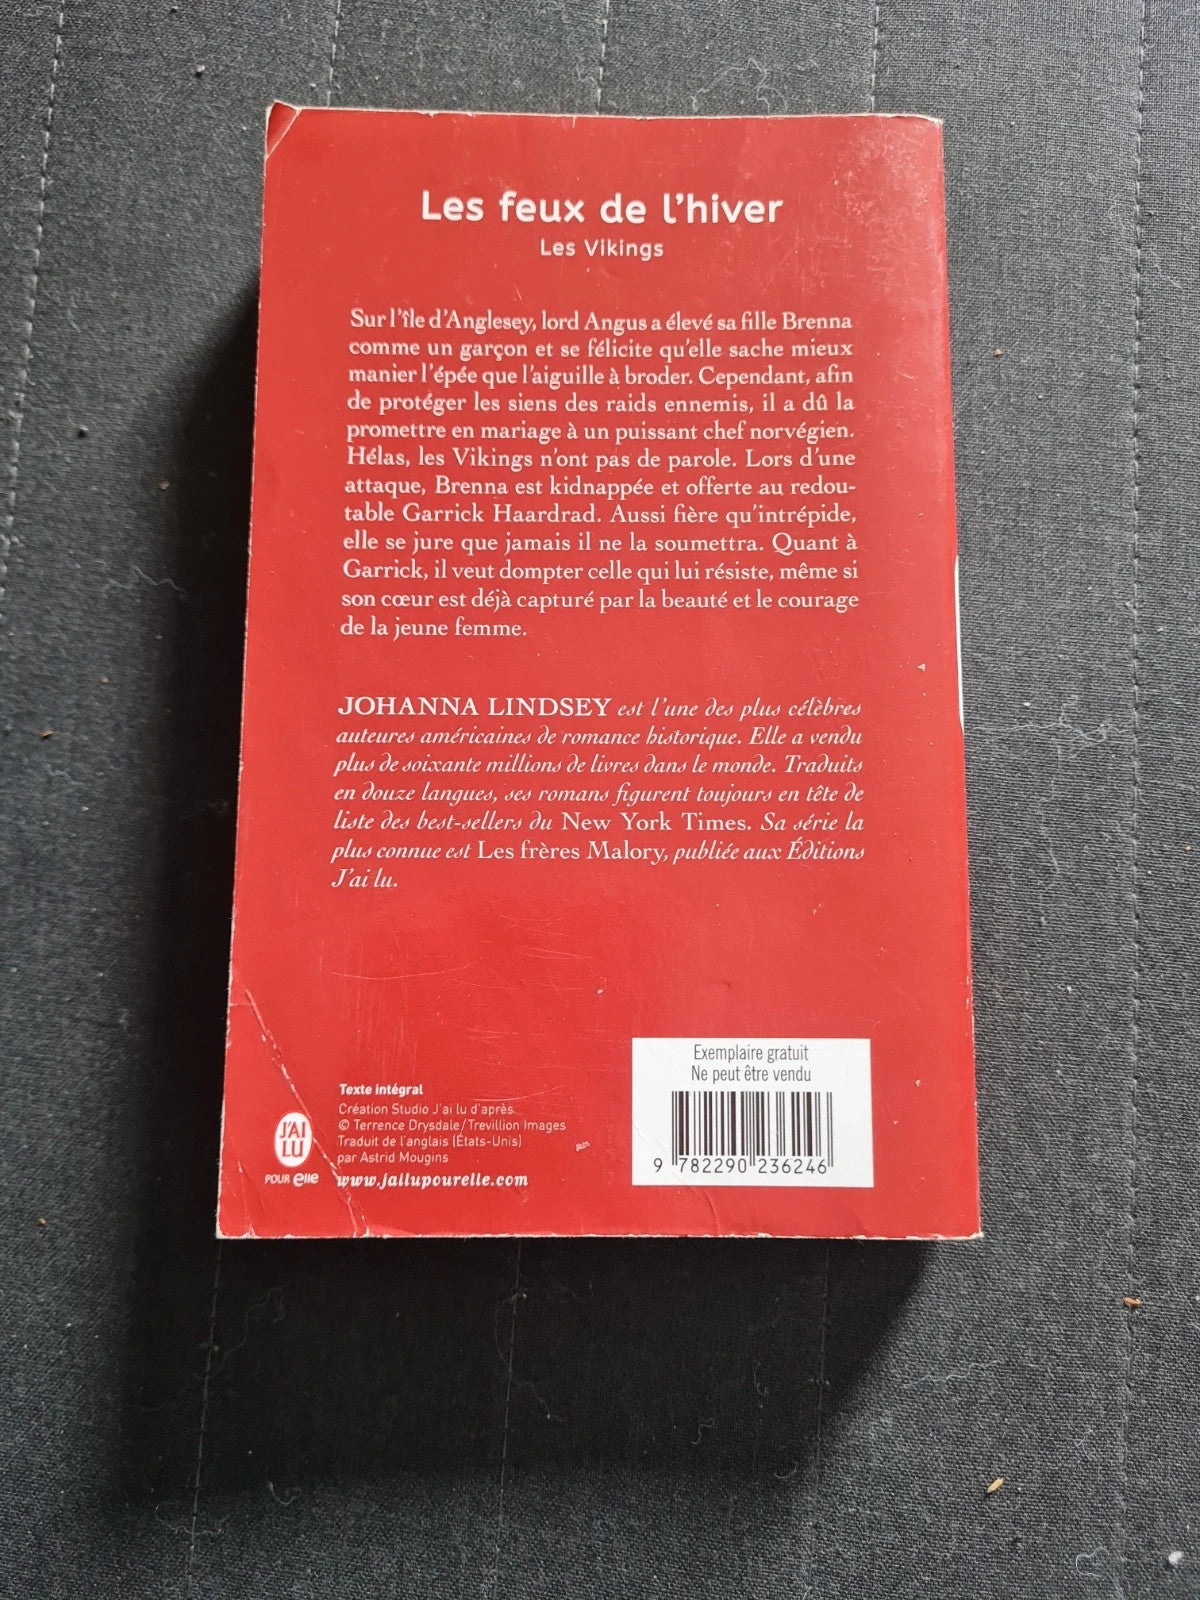 Les feux de l'hiver
Les Vikings
Sur l'île d'Anglesey, lord Angus a élevé sa fille Brenna
comme un garçon et se félicite qu'elle sache mieux
manier l'épée que l'aiguille à broder. Cependant, afin
de protéger les siens des raids ennemis, il a dû la
promettre en mariage à un puissant chef norvégien.
Hélas, les Vikings n'ont pas de parole. Lors d'une
attaque, Brenna est kidnappée et offerte au redou-
table Garrick Haardrad. Aussi fière qu'intrépide,
elle se jure que jamais il ne la soumettra. Quant à
Garrick, il veut dompter celle qui lui résiste, même si
son cœur est déjà capturé par la beauté et le courage
de la jeune femme.
JOHANNA LINDSEY est l'une des plus célèbres
auteures américaines de romance historique. Elle a vendu
plus de soixante millions de livres dans le monde. Traduits
en douze langues, ses romans figurent toujours en tête de
liste des best-sellers du New York Times. Sa série la
plus connue est Les frères Malory, publiée aux Éditions
J'ai lu.
Exemplaire gratuit
Ne peut être vendu
9 782290 236246
Texte intégral
Création Studio J'ai lu d'après
© Terrence Drysdale / Trevillion Images
Traduit de l'anglais (États-Unis)
par Astrid Mougins
www.jailupourelle.com
J'AI
LU
POUR elle